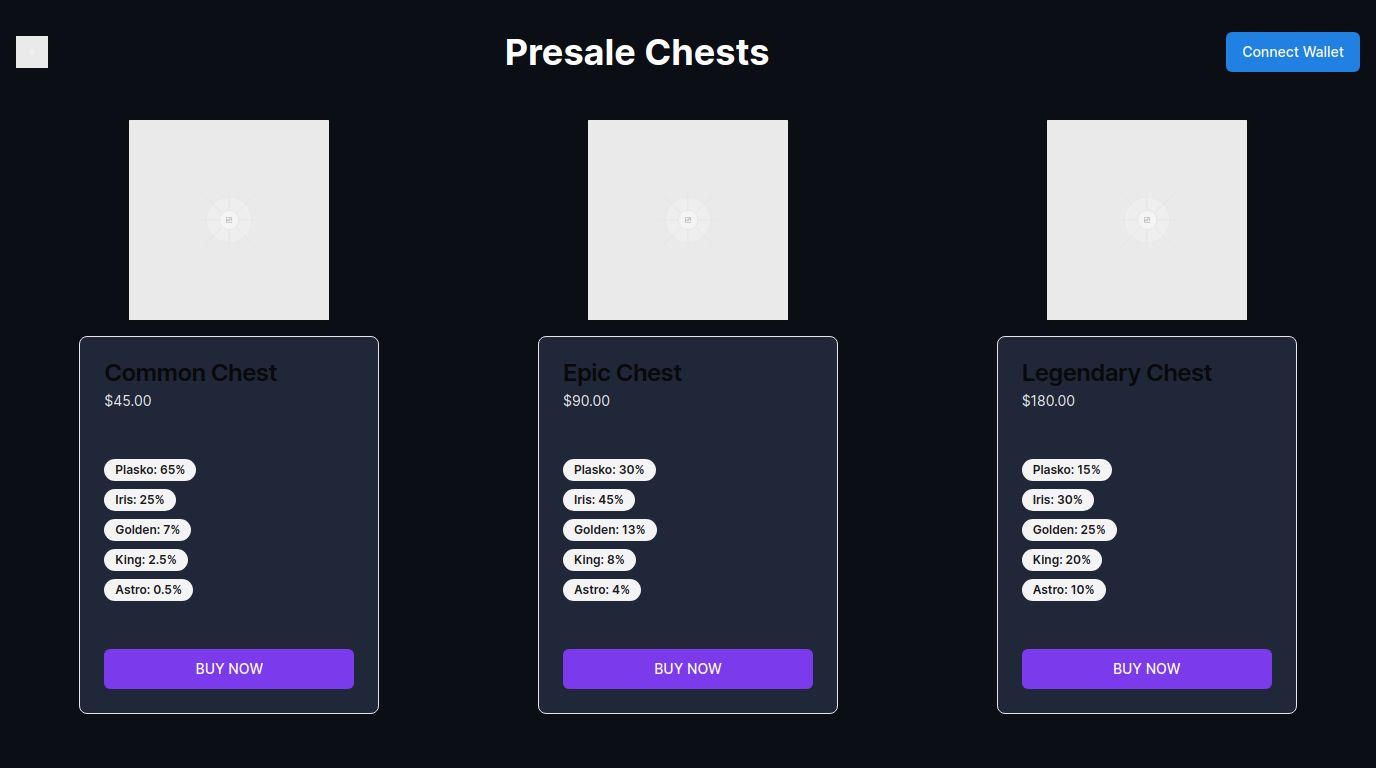 Presale Chests
Connect Wallet
Common Chest
$45.00
Plasko: 65%
Iris: 25%
Golden: 7%
King: 2.5%
Astro: 0.5%
BUY NOW
Epic Chest
$90.00
Plasko: 30%
Iris: 45%
Golden: 13%
King: 8%
Astro: 4%
BUY NOW
Legendary Chest
$180.00
Plasko: 15%
Iris: 30%
Golden: 25%
King: 20%
Astro: 10%
BUY NOW